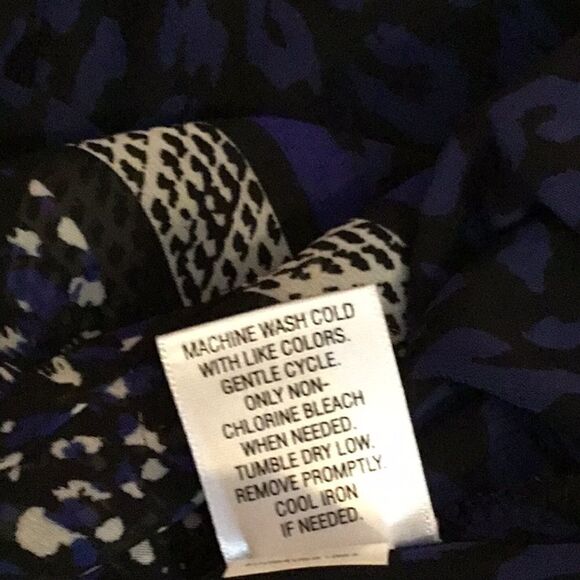 MACHINE WASH COLD
WITH LIKE COLORS.
GENTLE CYCLE.
ONLY NON-
CHLORINE BLEACH
WHEN NEEDED.
TUMBLE DRY LOW.
REMOVE PROMPTLY.
COOL IRON
IF NEEDED.